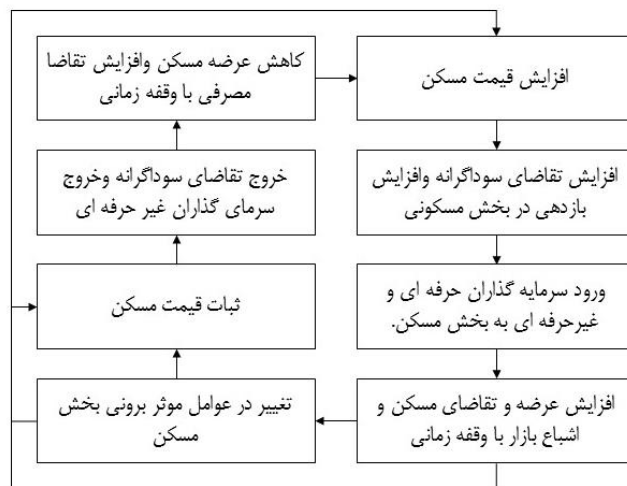 افزایش قیمت مسکن
افزایش تقاضای سوداگرانه وافزایش
بازدهی در بخش مسکونی
ورود سرمایه گذاران حرفه ای و
غیرحرفه ای به بخش مسکن.
افزایش عرضه و تقاضای مسکن و
اشباع بازار با وقفه زمانی
تغییر در عوامل موثر برونی بخش
مسکن
ثبات قیمت مسکن
خروج تقاضای سوداگرانه وخروج
سرمای گذاران غیر حرفه ای
کاهش عرضه مسکن وافزایش تقاضا
مصرفی با وقفه زمانی